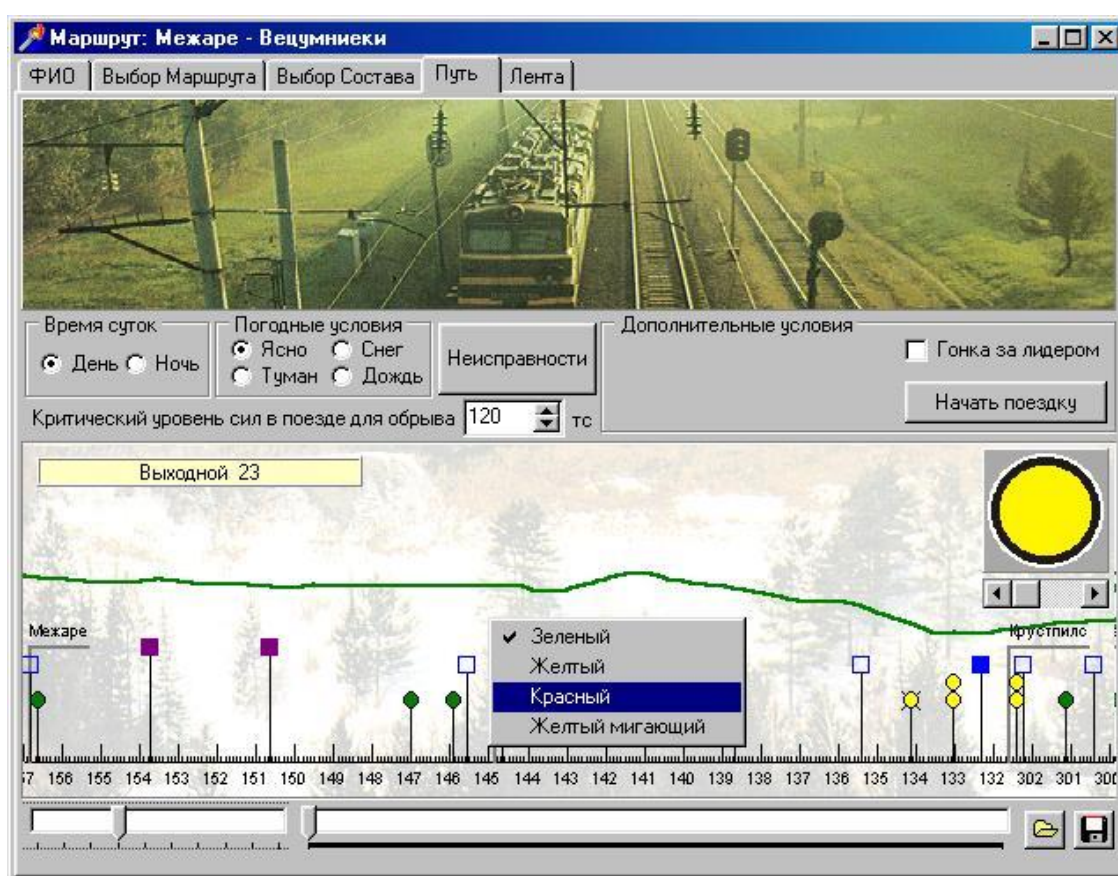 Маршрут: Межаре - Вецумниеки
ФИО Выбор Маршрута Выбор Состава Путь Лента
Время суток
День Ночь
Погодные условия
Ясно Снег
Туман Дождь
Неисправности
Дополнительные условия
Гонка за лидером
Начать поездку
Критический уровень сил в поезде для обрыва 120 тс
Выходной 23
Межаре
Крустпилс
Зеленый
Желтый
Красный
Желтый мигающий
156 155 154 153 152 151 150 149 148 147 146 145 144 143 142 141 140 139 138 137 136 135 134 133 132 302 301